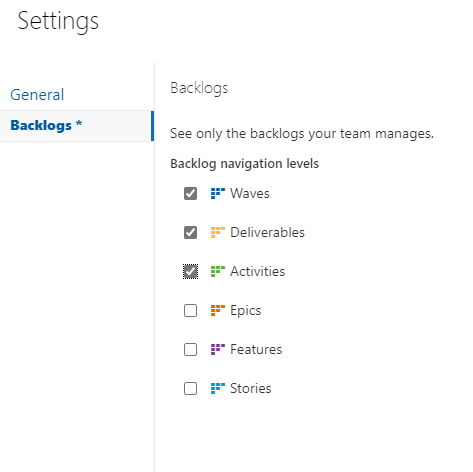 Settings
General
Backlogs *
Backlogs
See only the backlogs your team manages.
Backlog navigation levels
Waves
Deliverables
Activities
Epics
Features
Stories